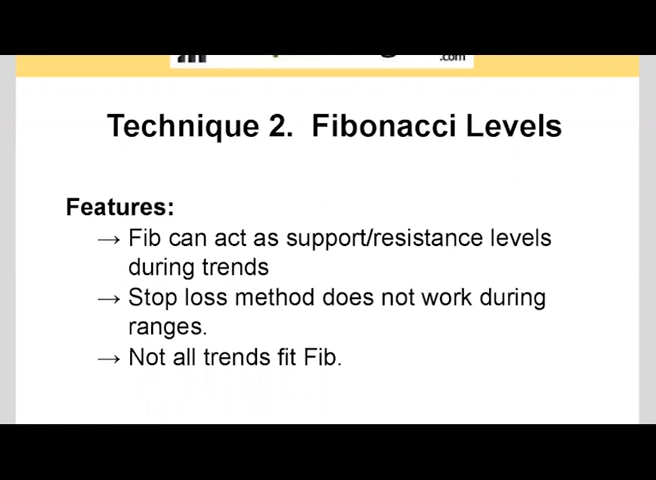 .com
Technique 2. Fibonacci Levels
Features:
→ Fib can act as support/resistance levels
during trends
→ Stop loss method does not work during
ranges.
→ Not all trends fit Fib.